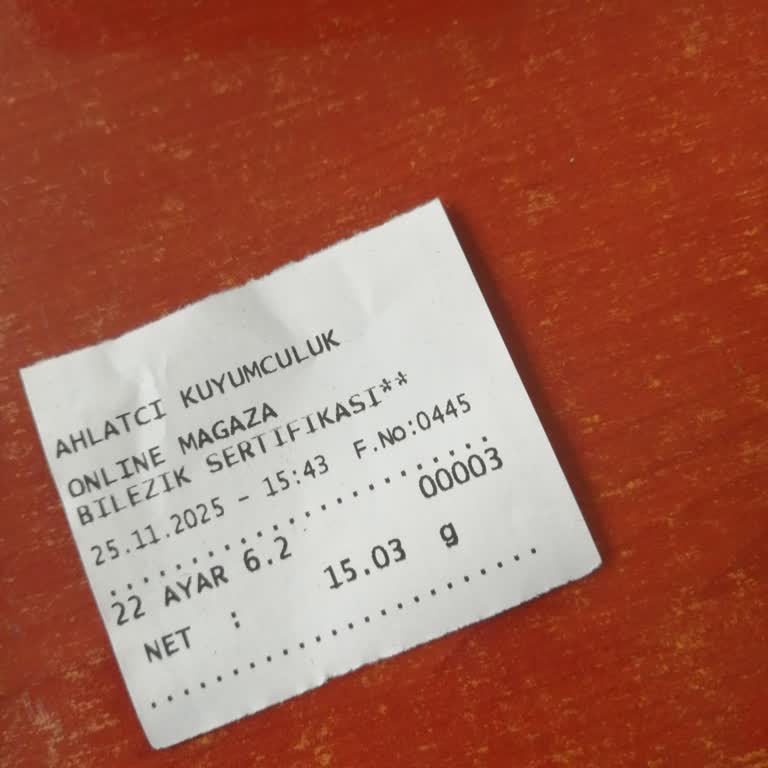 AHLATCI KUYUMCULUK
ONLINE MAGAZA
BILEZIK SERTIFIKASI**
25.11.2025 - 15:43 F.NO:0445
........................
22 AYAR 6.2 00003
NET : 15.03 g
........................